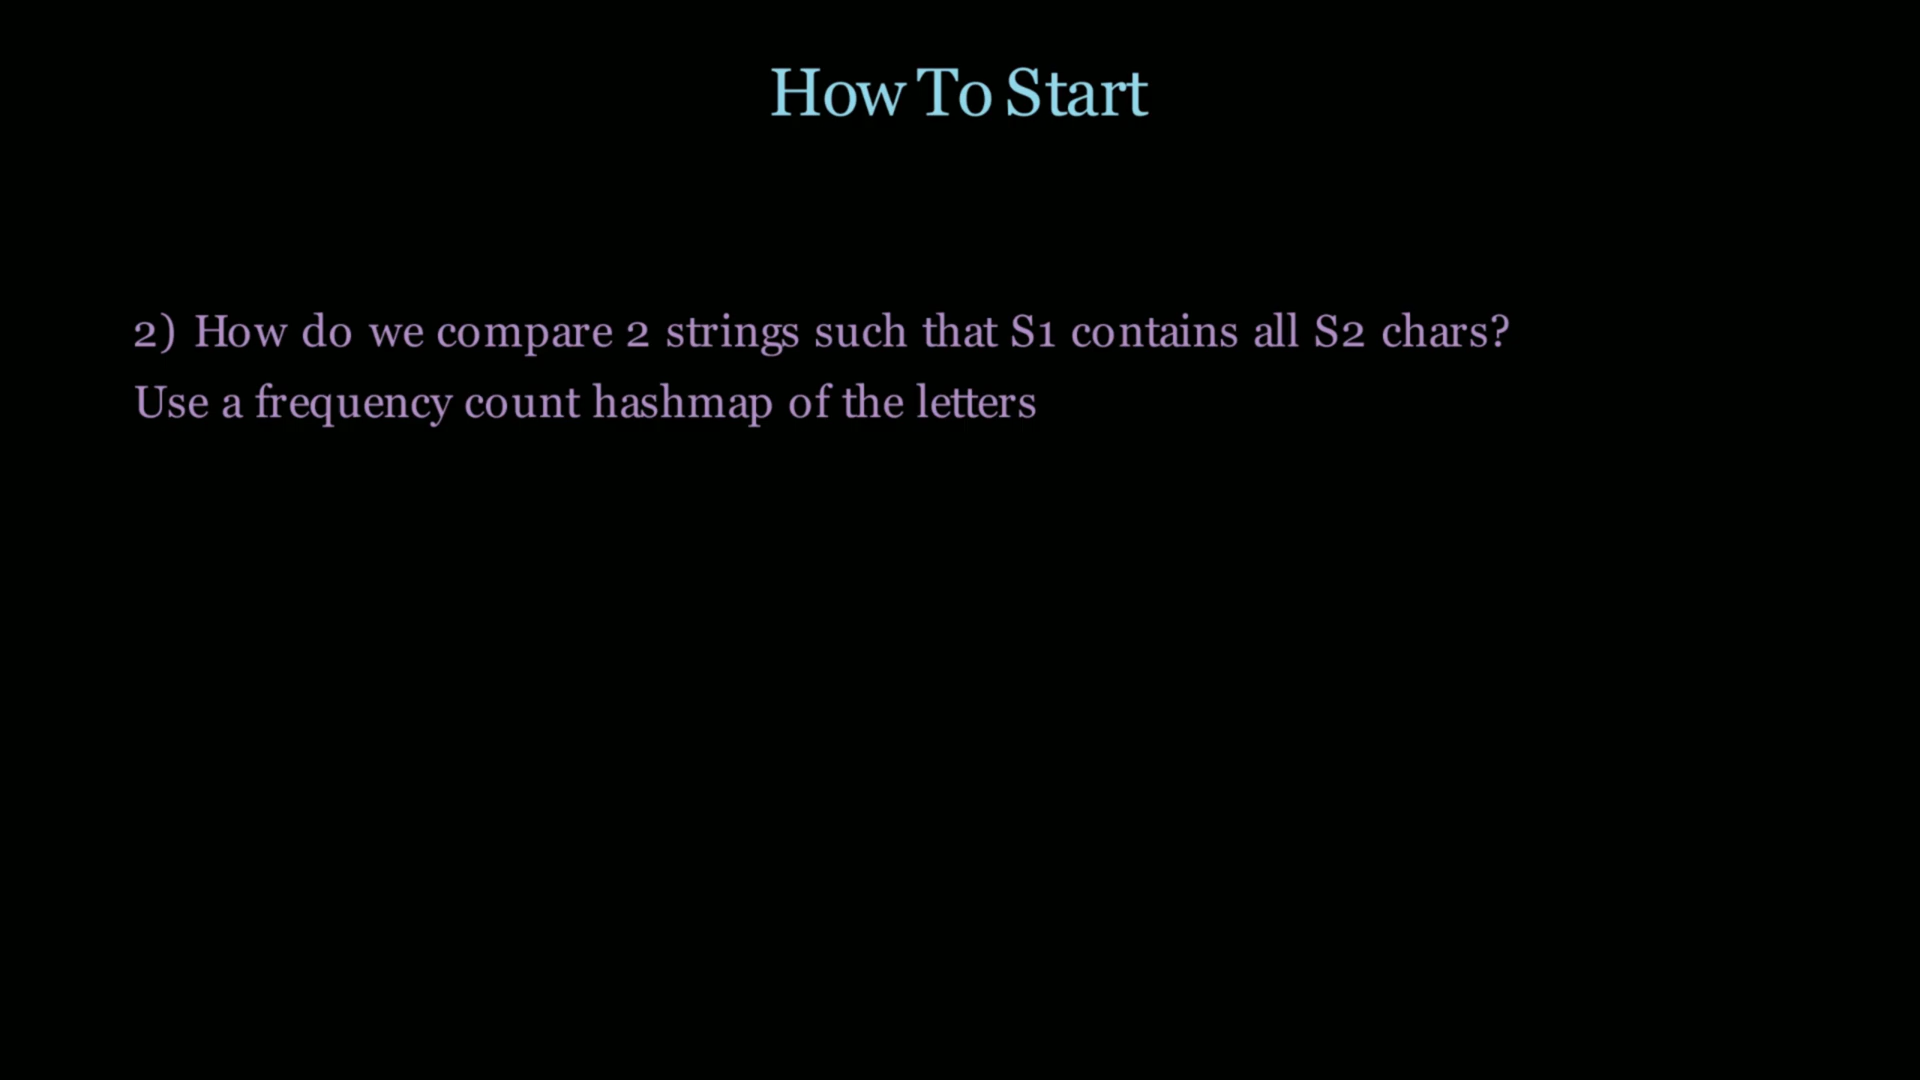 How To Start
2) How do we compare 2 strings such that S1 contains all S2 chars?
Use a frequency count hashmap of the letters